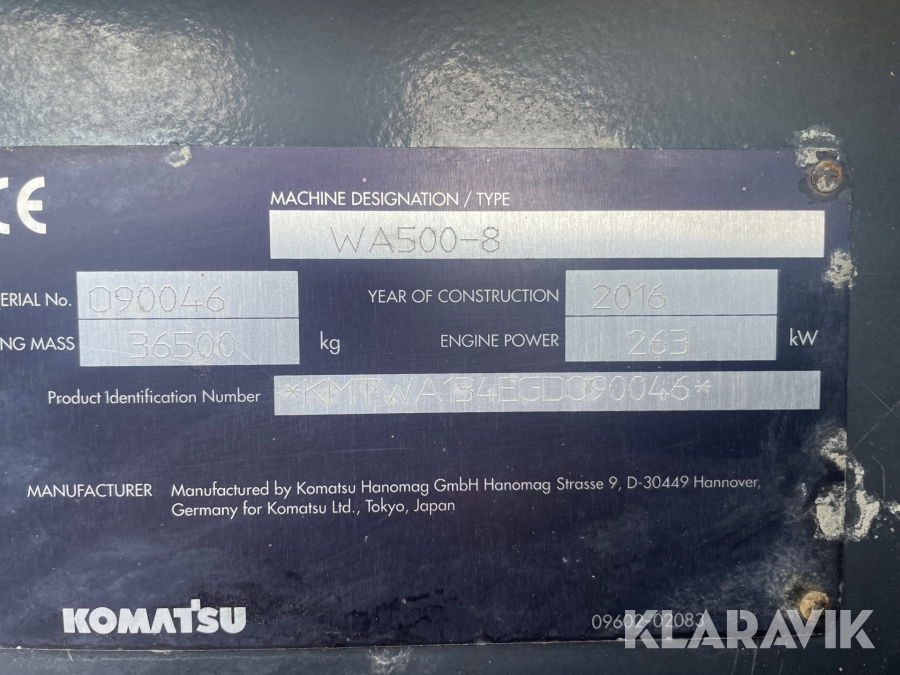 CE
MACHINE DESIGNATION / TYPE
WA500-8
ERIAL No. 090046 YEAR OF CONSTRUCTION 2016
NG MASS 36500 kg ENGINE POWER 263 kW
Product Identification Number *KMTWA134EGD090046*
MANUFACTURER Manufactured by Komatsu Hanomag GmbH Hanomag Strasse 9, D-30449 Hannover,
Germany for Komatsu Ltd., Tokyo, Japan
KOMATSU
09602-02083
KLARAVIK